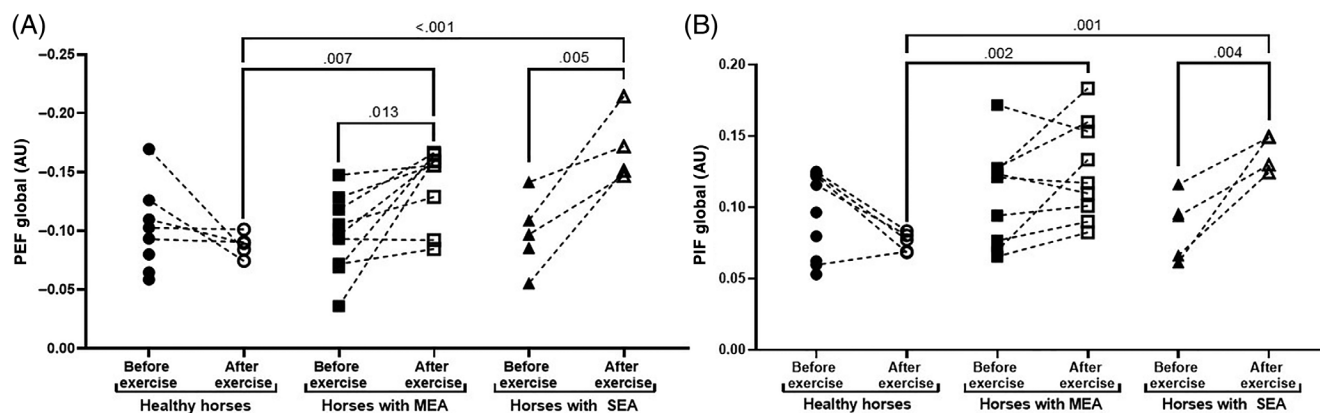 (A)
PEF global (AU)
–0.25
–0.20
–0.15
–0.10
–0.05
0.00
<.001
.007
.005
.013
Before exercise
After exercise
Before exercise
After exercise
Before exercise
After exercise
Healthy horses
Horses with MEA
Horses with SEA
(B)
PIF global (AU)
0.20
0.15
0.10
0.05
0.00
.001
.002
.004
Before exercise
After exercise
Before exercise
After exercise
Before exercise
After exercise
Healthy horses
Horses with MEA
Horses with SEA